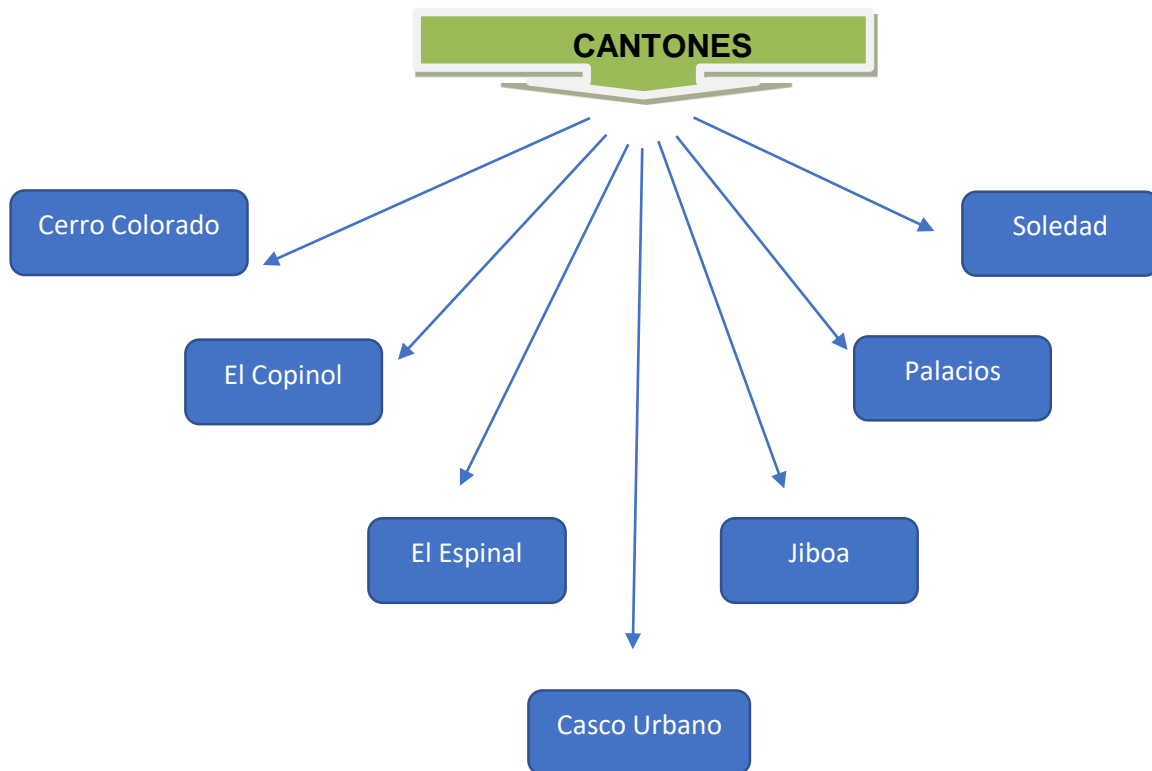 CANTONES
Cerro Colorado
Soledad
El Copinol
Palacios
El Espinal
Jiboa
Casco Urbano